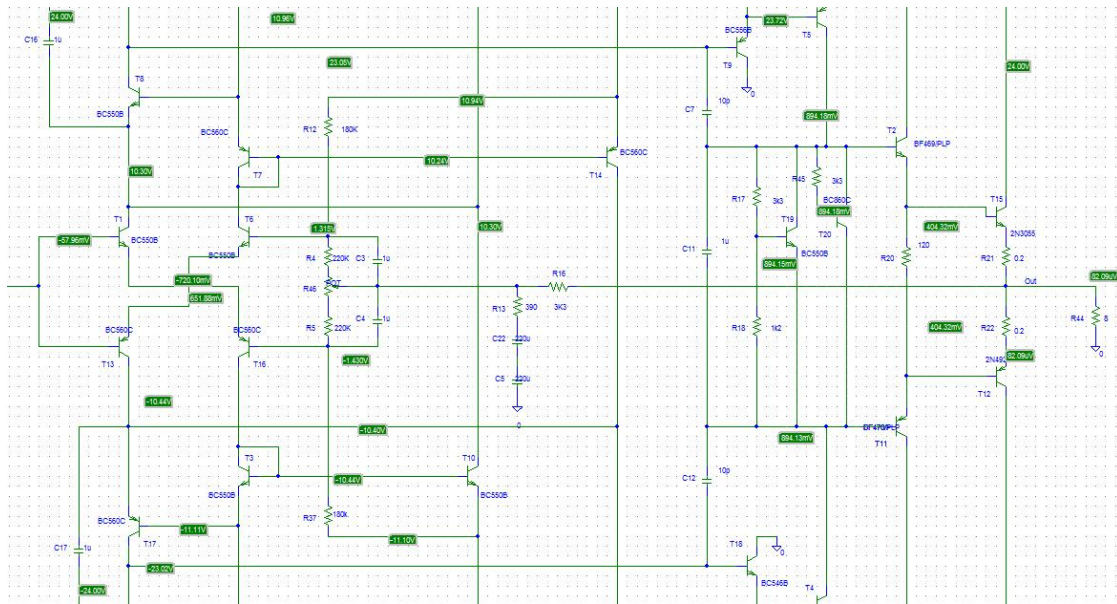 24.00V
10.96V
C16
1u
BC556B
23.72V
T5
T9
23.05V
24.00V
0
T8
BC550B
10.94V
C7
10p
R12
180K
894.18mV
T2
BC560C
BC560C
BF469/PLP
T7
10.24V
T14
10.30V
R17
3k3
R45
3k3
T15
T1
T6
1.315V
10.30V
T19
894.18mV
404.32mV
-57.96mV
BC550B
BC550B
T20
2N3055
R4
220K
C3
1u
C11
1u
BC550B
R20
120
R21
0.2
894.15mV
-720.10mV
R46
R16
Out
82.09uV
651.88mV
R13
390
3K3
BC560C
BC560C
R5
220K
C4
1u
C22
R18
1k2
404.32mV
R22
0.2
R44
8
T13
T16
-1.430V
82.09uV
0
C5
T12
-10.44V
0
-10.40V
894.13mV
T11
T3
T10
C12
10p
BC550B
-10.44V
BC550B
BC560C
-11.11V
R37
180k
-11.10V
T17
C17
1u
T18
0
-23.02V
BC546B
T4
-24.00V